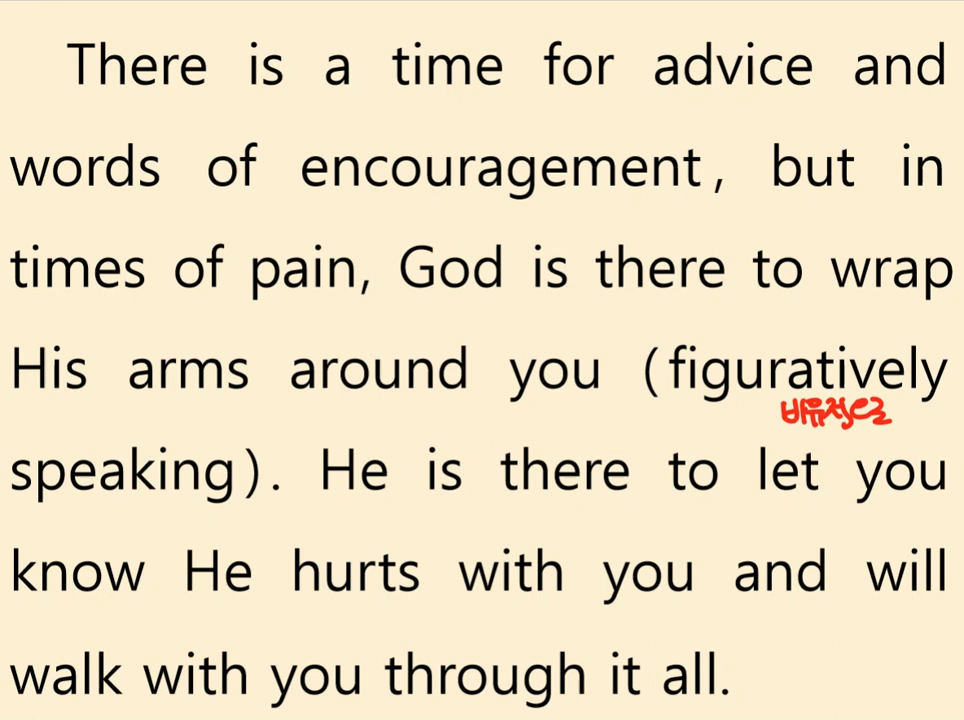 There is a time for advice and
words of encouragement, but in
times of pain, God is there to wrap
His arms around you (figuratively
비유적으로
speaking). He is there to let you
know He hurts with you and will
walk with you through it all.